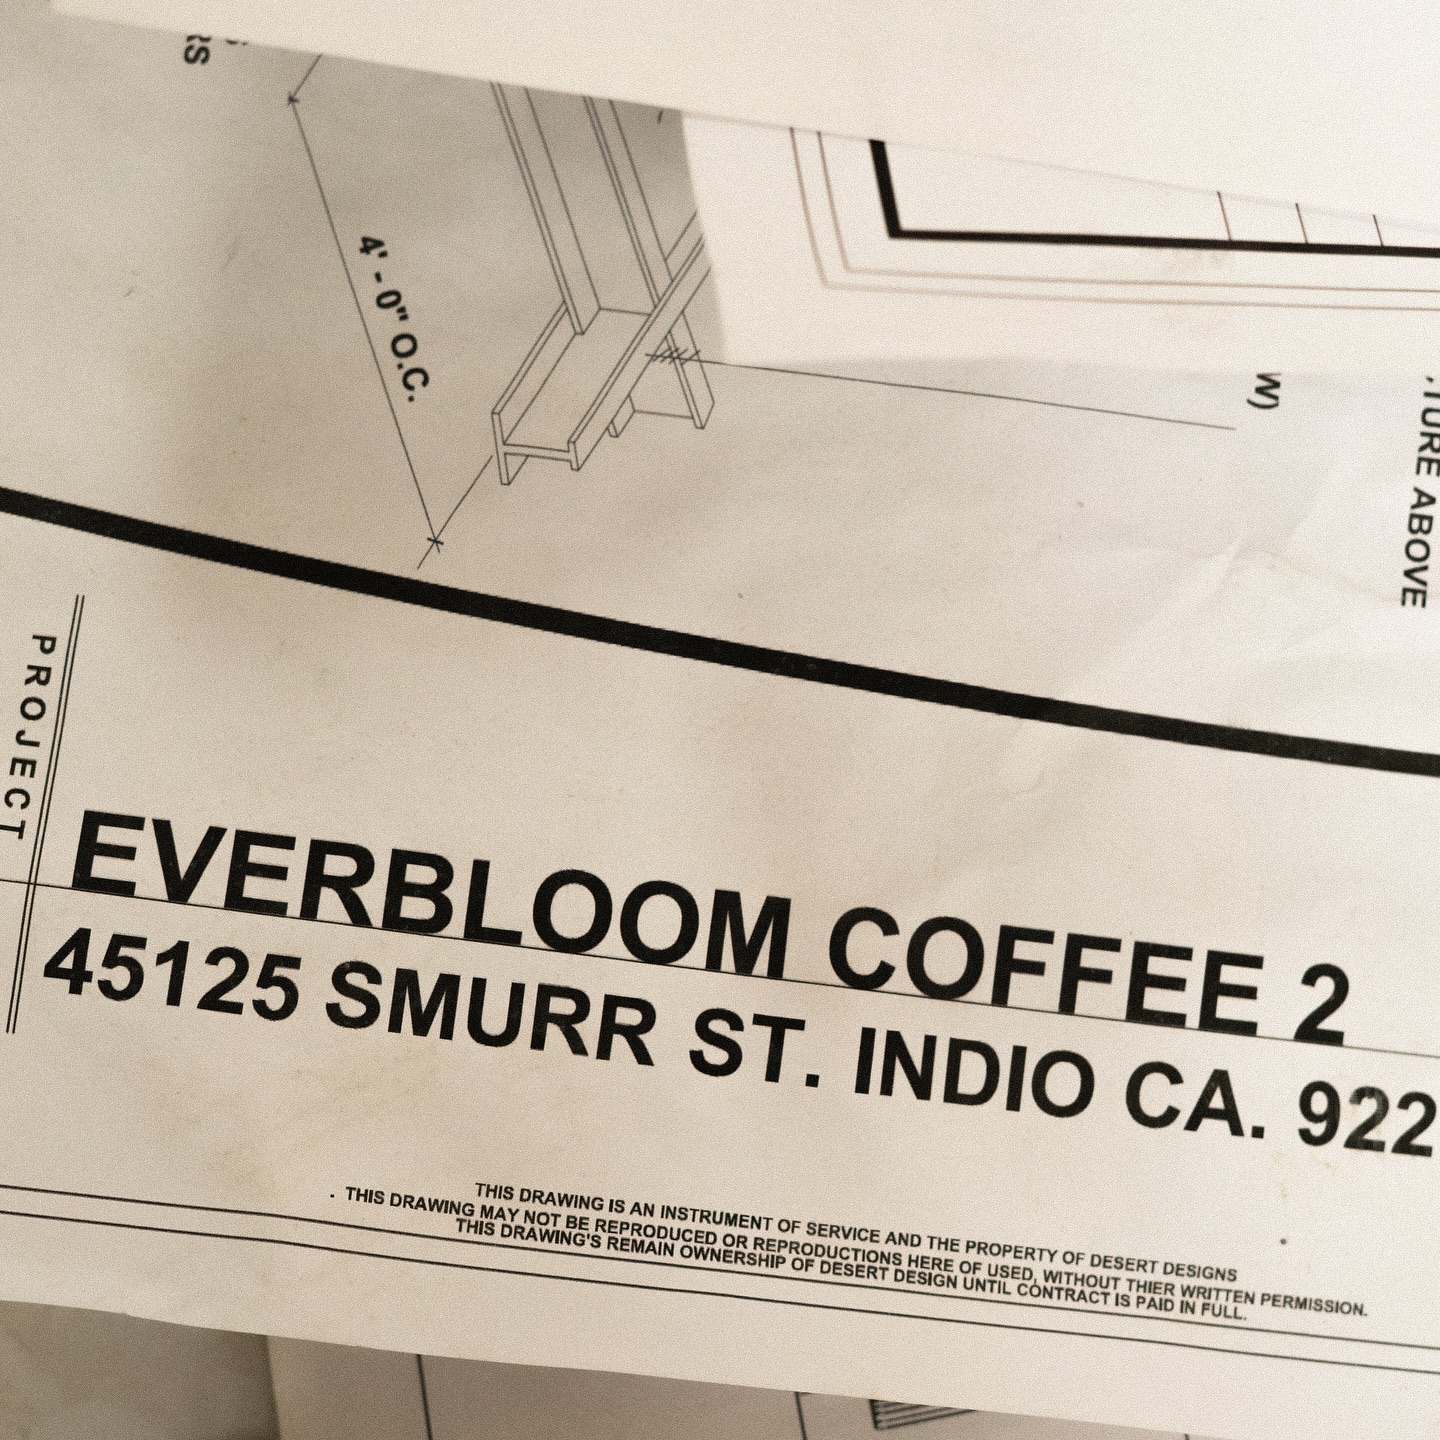 RS
4' - 0" O.C.
W)
TURE ABOVE
PROJECT
EVERBLOOM COFFEE 2
45125 SMURR ST. INDIO CA. 922
THIS DRAWING IS AN INSTRUMENT OF SERVICE AND THE PROPERTY OF DESERT DESIGNS
. THIS DRAWING MAY NOT BE REPRODUCED OR REPRODUCTIONS HERE OF USED, WITHOUT THIER WRITTEN PERMISSION.
THIS DRAWING'S REMAIN OWNERSHIP OF DESERT DESIGN UNTIL CONTRACT IS PAID IN FULL.